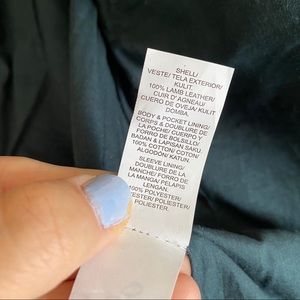 SHELL/
VESTE/ TELA EXTERIOR/
KULIT.
100% LAMB LEATHER/
CUIR D'AGNEAU/
CUERO DE OVEJA/ KULIT
DOMBA.
BODY & POCKET LINING/
CORPS & DOUBLURE DE
LA POCHE/ CUERPO Y
FORRO DE BOLSILLO/
BADAN & LAPISAN SAKU
100% COTTON/ COTON/
ALGODÓN/ KATUN.
SLEEVE LINING/
DOUBLURE DE LA
MANCHE/ FORRO DE
LA MANGA/ PELAPIS
LENGAN.
100% POLYESTER/
YESTER/ POLIÉSTER/
POLIESTER.